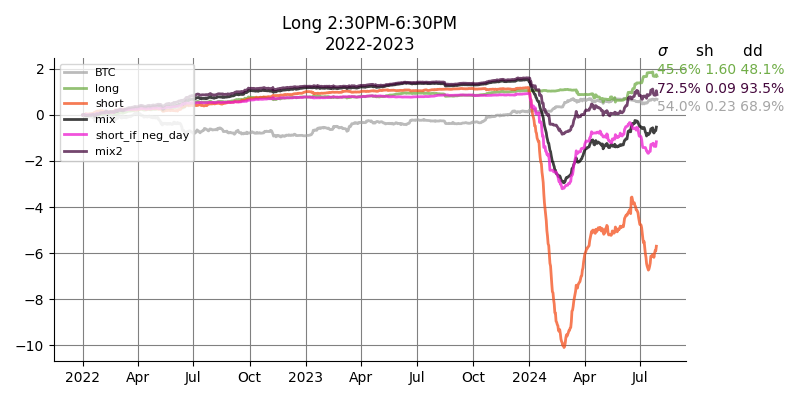 Long 2:30PM-6:30PM
2022-2023
σ sh dd
45.6% 1.60 48.1%
72.5% 0.09 93.5%
54.0% 0.23 68.9%
BTC
long
short
mix
short_if_neg_day
mix2
2
0
−2
−4
−6
−8
−10
2022 Apr Jul Oct 2023 Apr Jul Oct 2024 Apr Jul